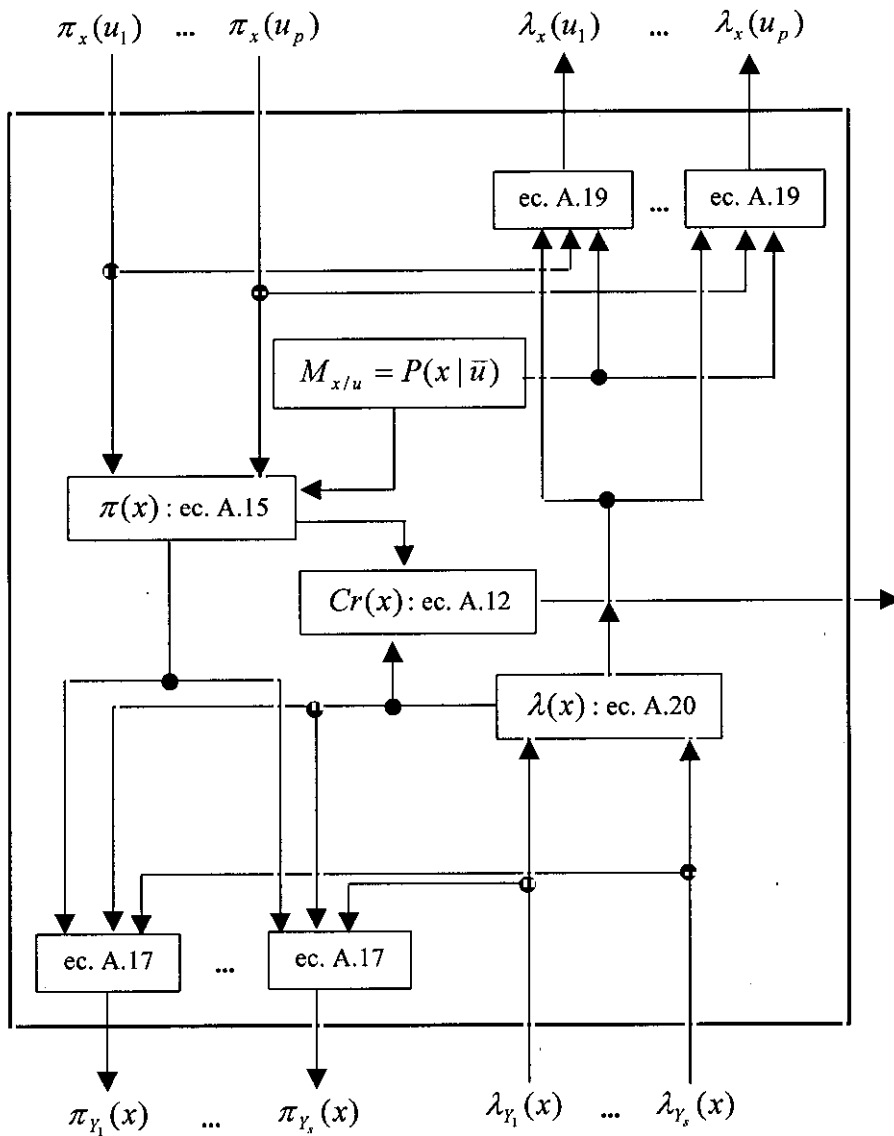 π_x(u_1) ... π_x(u_p) λ_x(u_1) ... λ_x(u_p)
ec. A.19 ... ec. A.19
M_{x/u} = P(x | ū)
π(x) : ec. A.15
Cr(x) : ec. A.12
λ(x) : ec. A.20
ec. A.17 ... ec. A.17
π_{Y_1}(x) ... π_{Y_s}(x) λ_{Y_1}(x) ... λ_{Y_s}(x)